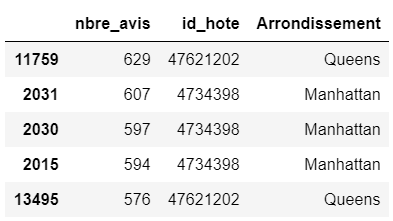 nbre_avis id_hote Arrondissement
11759 629 47621202 Queens
2031 607 4734398 Manhattan
2030 597 4734398 Manhattan
2015 594 4734398 Manhattan
13495 576 47621202 Queens